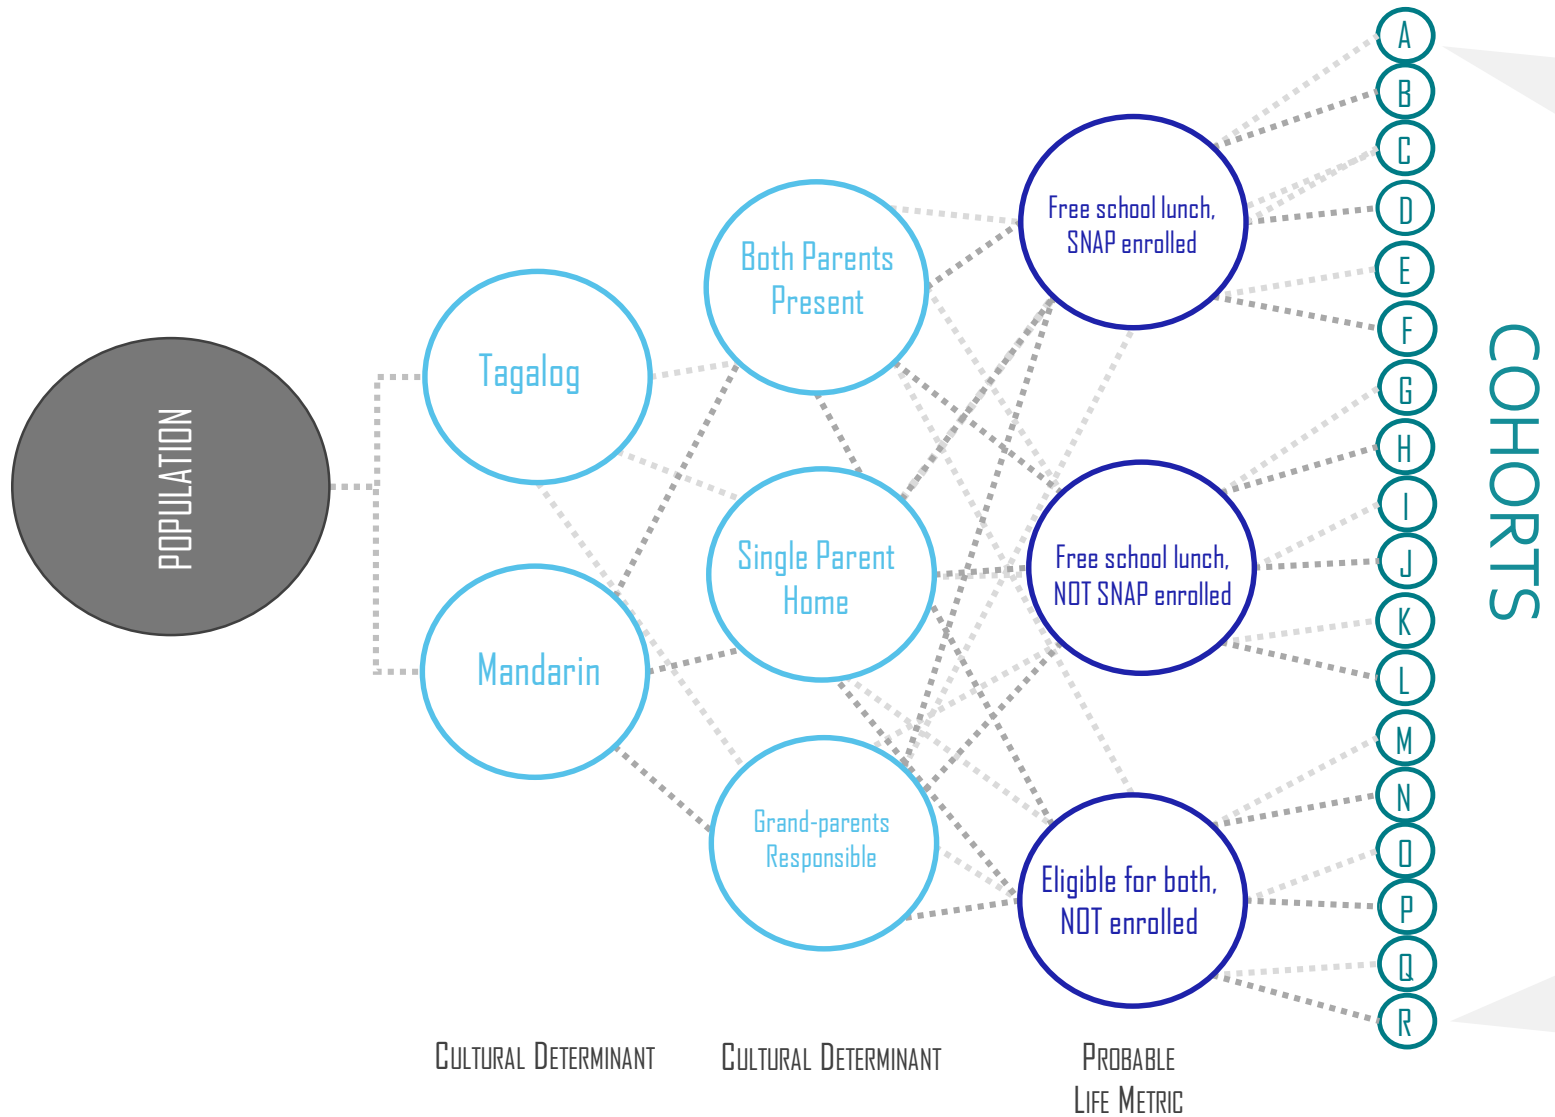 POPULATION
Tagalog
Mandarin
Both Parents
Present
Single Parent
Home
Grand-parents
Responsible
Free school lunch,
SNAP enrolled
Free school lunch,
NOT SNAP enrolled
Eligible for both,
NOT enrolled
A
B
C
D
E
F
G
H
I
J
K
L
M
N
O
P
Q
R
COHORTS
CULTURAL DETERMINANT
CULTURAL DETERMINANT
PROBABLE
LIFE METRIC